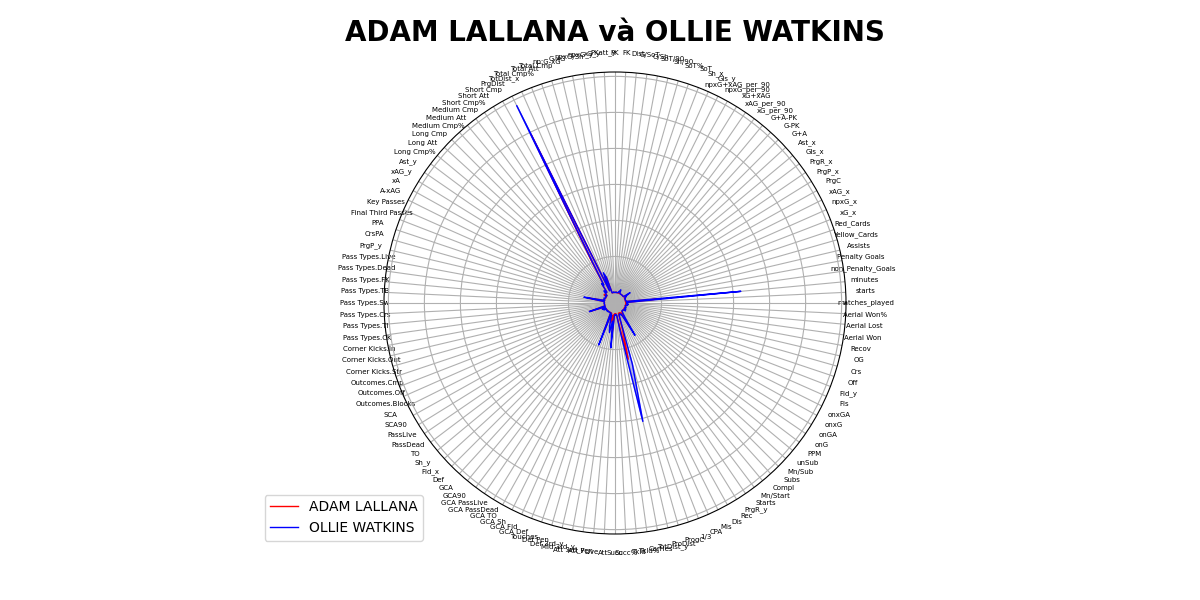 ADAM LALLANA và OLLIE WATKINS
FK
Sh/90
SoT%
SoT
Sh_x
Gls_y
npxG+xAG_per_90
npxG_per_90
xG+xAG
xAG_per_90
xG_per_90
G+A-PK
G-PK
G+A
Ast_x
Gls_x
PrgR_x
PrgP_x
PrgC
xAG_x
npxG_x
xG_x
Red_Cards
Yellow_Cards
Assists
Penalty Goals
non_Penalty_Goals
minutes
starts
matches_played
Aerial Won%
Aerial Lost
Aerial Won
Recov
OG
Crs
Off
Fld_y
Fls
onxGA
onxG
onGA
onG
PPM
unSub
Mn/Sub
Subs
Compl
Mn/Start
Starts
PrgR_y
Rec
Dis
Mis
CPA
1/3
ProgC
ProDist
TotDist_y
Total Cmp
Total Att
Total Cmp%
TotDist_x
PrgDist
Short Cmp
Short Att
Short Cmp%
Medium Cmp
Medium Att
Medium Cmp%
Long Cmp
Long Att
Long Cmp%
Ast_y
xAG_y
xA
A-xAG
Key Passes
Final Third Passes
PPA
CrsPA
PrgP_y
Pass Types.Live
Pass Types.Dead
Pass Types.FK
Pass Types.TB
Pass Types.Sw
Pass Types.Crs
Pass Types.TI
Pass Types.CK
Corner Kicks.In
Corner Kicks.Out
Corner Kicks.Str
Outcomes.Cmp
Outcomes.Off
Outcomes.Blocks
SCA
SCA90
PassLive
PassDead
TO
Sh_y
Fld_x
Def
GCA
GCA90
GCA PassLive
GCA PassDead
GCA TO
GCA Sh
GCA Fld
GCA Def
Touches
Def Pen
ADAM LALLANA
OLLIE WATKINS